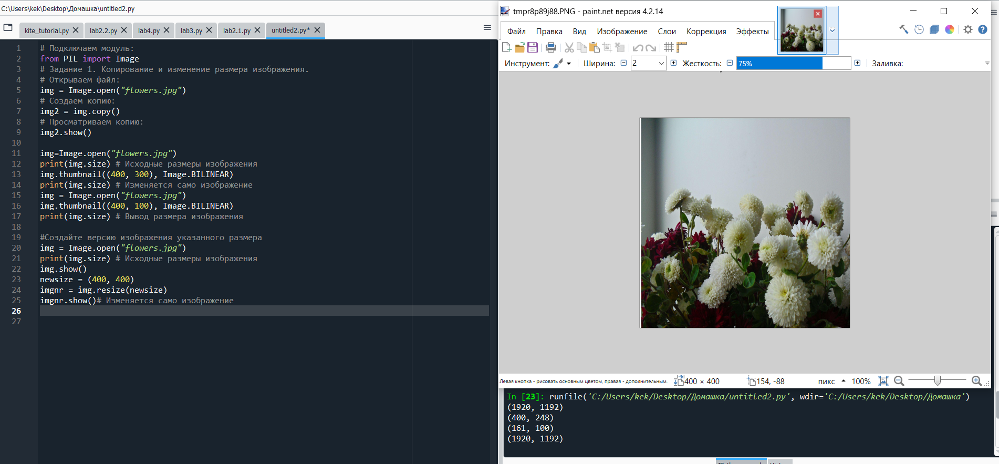 C:\Users\kek\Desktop\Домашка\untitled2.py
kite_tutorial.py
lab2.2.py
lab4.py
lab3.py
lab2.1.py
untitled2.py*
1 # Подключаем модуль:
2 from PIL import Image
3 # Задание 1. Копирование и изменение размера изображения.
4 # Открываем файл:
5 img = Image.open("flowers.jpg")
6 # Создаем копию:
7 img2 = img.copy()
8 # Просматриваем копию:
9 img2.show()
10
11 img=Image.open("flowers.jpg")
12 print(img.size) # Исходные размеры изображения
13 img.thumbnail((400, 300), Image.BILINEAR)
14 print(img.size) # Изменяется само изображение
15 img = Image.open("flowers.jpg")
16 img.thumbnail((400, 100), Image.BILINEAR)
17 print(img.size) # Вывод размера изображения
18
19 #Создайте версию изображения указанного размера
20 img = Image.open("flowers.jpg")
21 print(img.size) # Исходные размеры изображения
22 img.show()
23 newsize = (400, 400)
24 imgnr = img.resize(newsize)
25 imgnr.show()# Изменяется само изображение
26
27
tmpr8p89j88.PNG - paint.net версия 4.2.14
Файл Правка Вид Изображение Слои Коррекция Эффекты
Инструмент: Ширина: 2 Жесткость: 75% Заливка:
Левая кнопка - рисовать основным цветом, правая - дополнительным. 400 × 400 154, -88 пикс 100%
In [23]: runfile('C:/Users/kek/Desktop/Домашка/untitled2.py', wdir='C:/Users/kek/Desktop/Домашка')
(1920, 1192)
(400, 248)
(161, 100)
(1920, 1192)